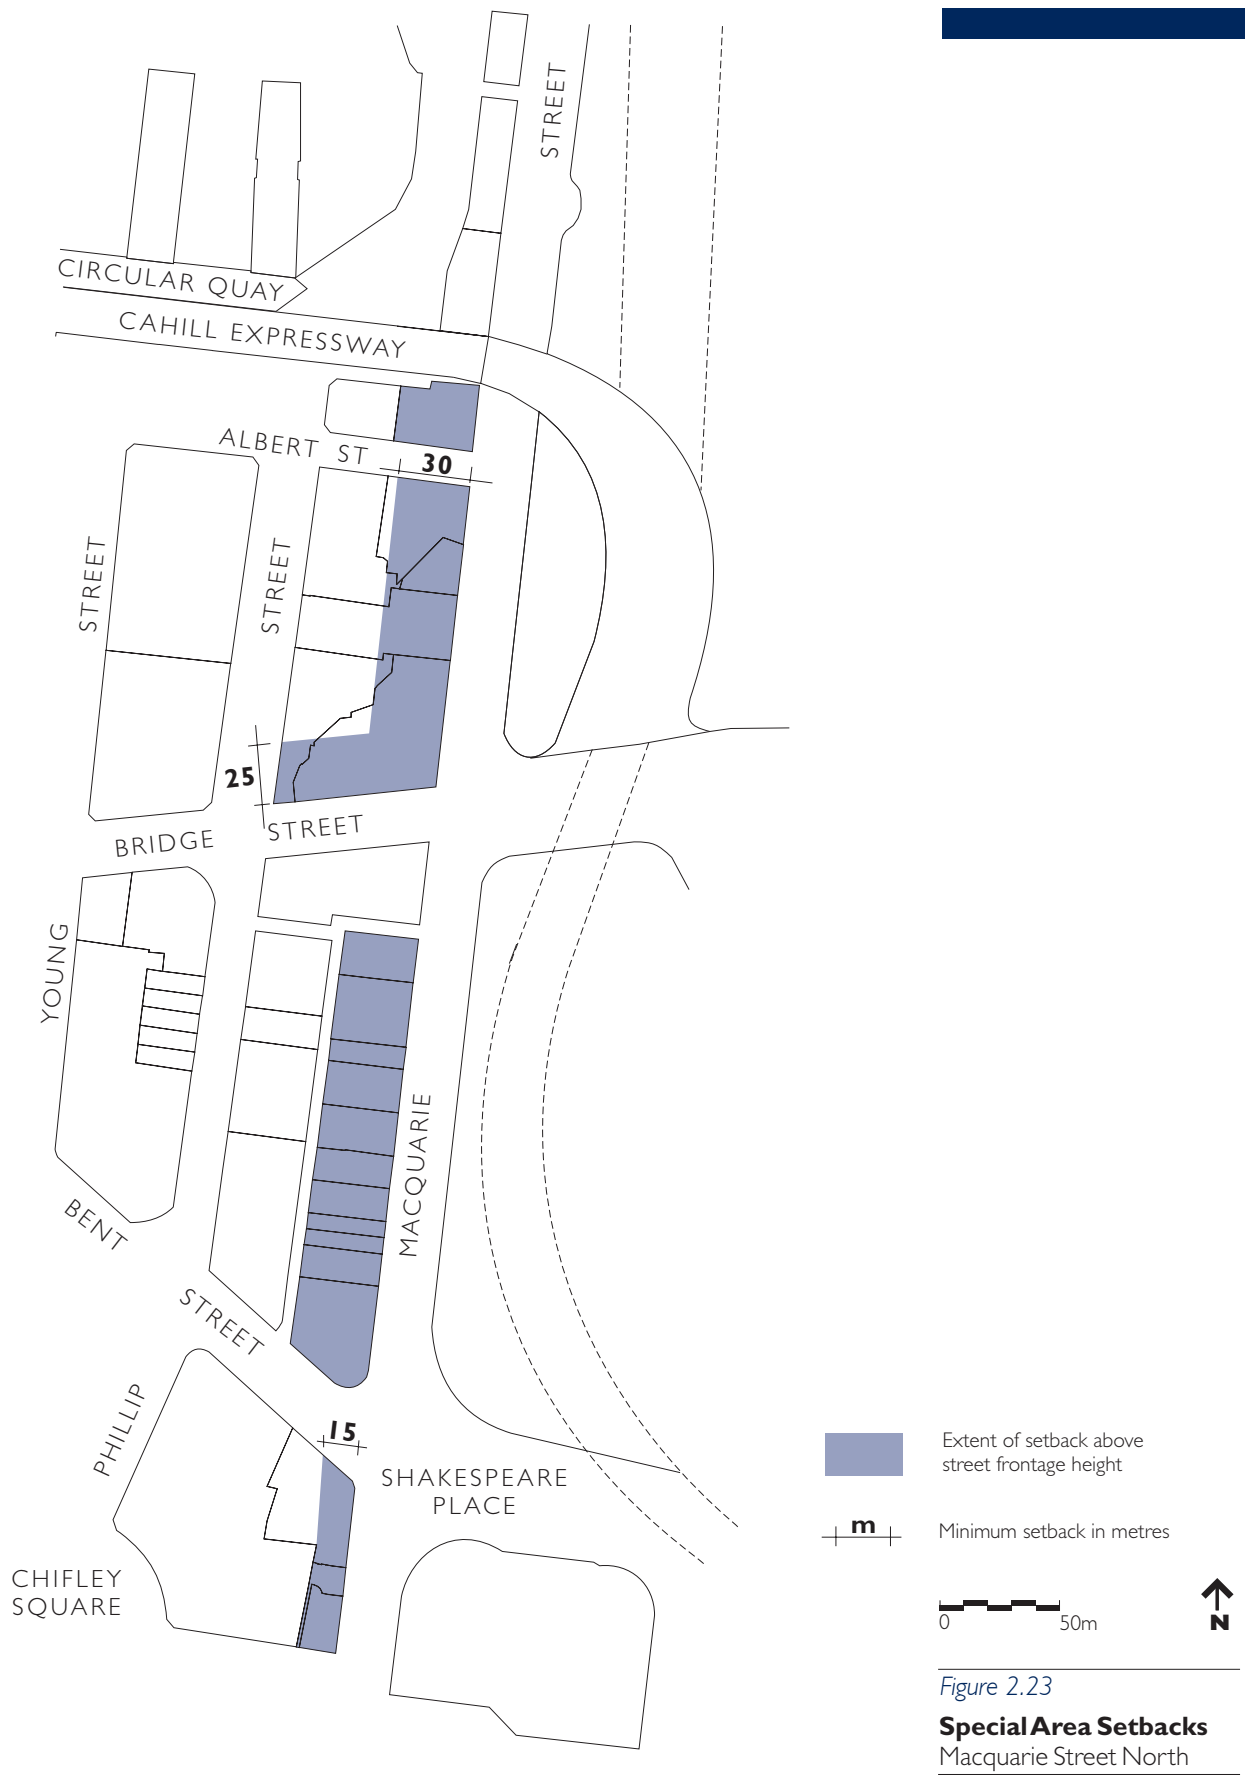 STREET
CIRCULAR QUAY
CAHILL EXPRESSWAY
ALBERT ST
30
STREET
STREET
25
BRIDGE STREET
YOUNG
MACQUARIE
BENT
STREET
PHILLIP
15
SHAKESPEARE
PLACE
CHIFLEY
SQUARE
Extent of setback above
street frontage height
m
Minimum setback in metres
0 50m
N
Figure 2.23
Special Area Setbacks
Macquarie Street North